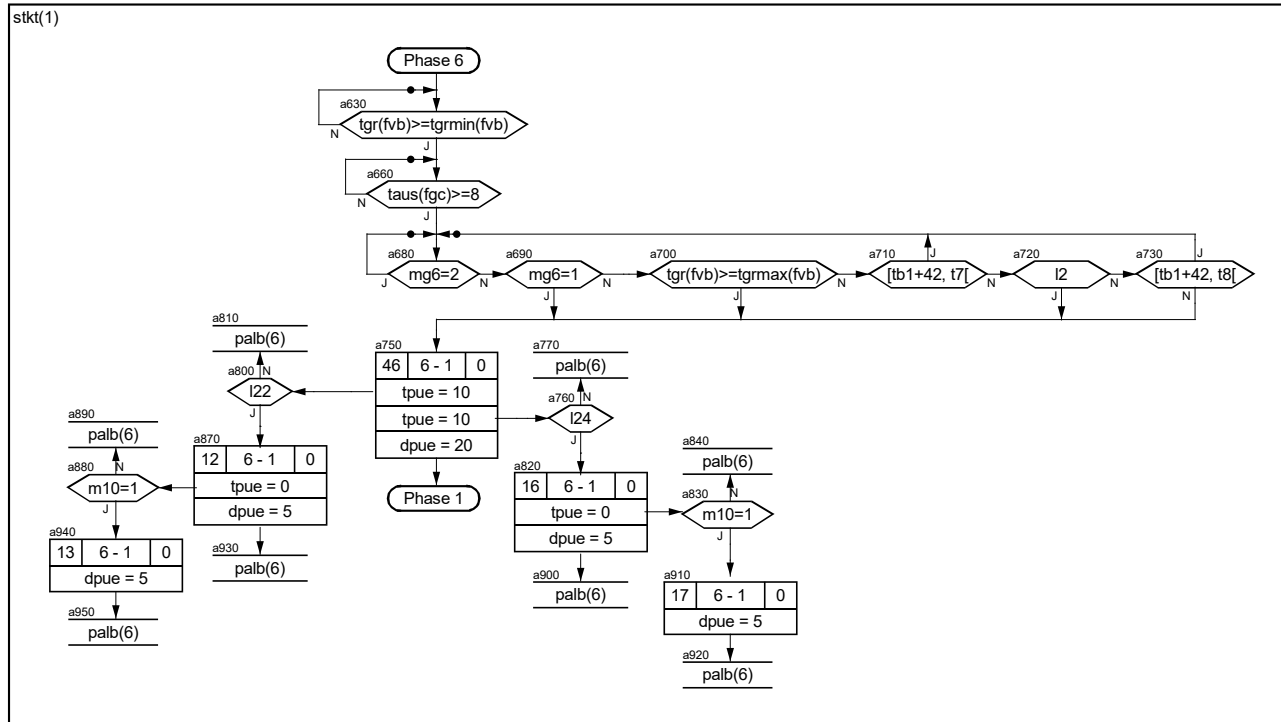 stkt(1)
Phase 6
a630
tgr(fvb)>=tgrmin(fvb)
N
J
a660
taus(fgc)>=8
N
J
a680
mg6=2
J
N
a690
mg6=1
N
J
a700
tgr(fvb)>=tgrmax(fvb)
N
J
a710
[tb1+42, t7[
J
N
a720
l2
N
J
a730
[tb1+42, t8[
J
N
a750
46 6 - 1 0
tpue = 10
tpue = 10
dpue = 20
Phase 1
a810
palb(6)
a800
N
l22
J
a870
12 6 - 1 0
tpue = 0
dpue = 5
a930
palb(6)
a890
palb(6)
a880
N
m10=1
J
a940
13 6 - 1 0
dpue = 5
a950
palb(6)
a770
palb(6)
a760
N
l24
J
a820
16 6 - 1 0
tpue = 0
dpue = 5
a900
palb(6)
a840
palb(6)
a830
N
m10=1
J
a910
17 6 - 1 0
dpue = 5
a920
palb(6)